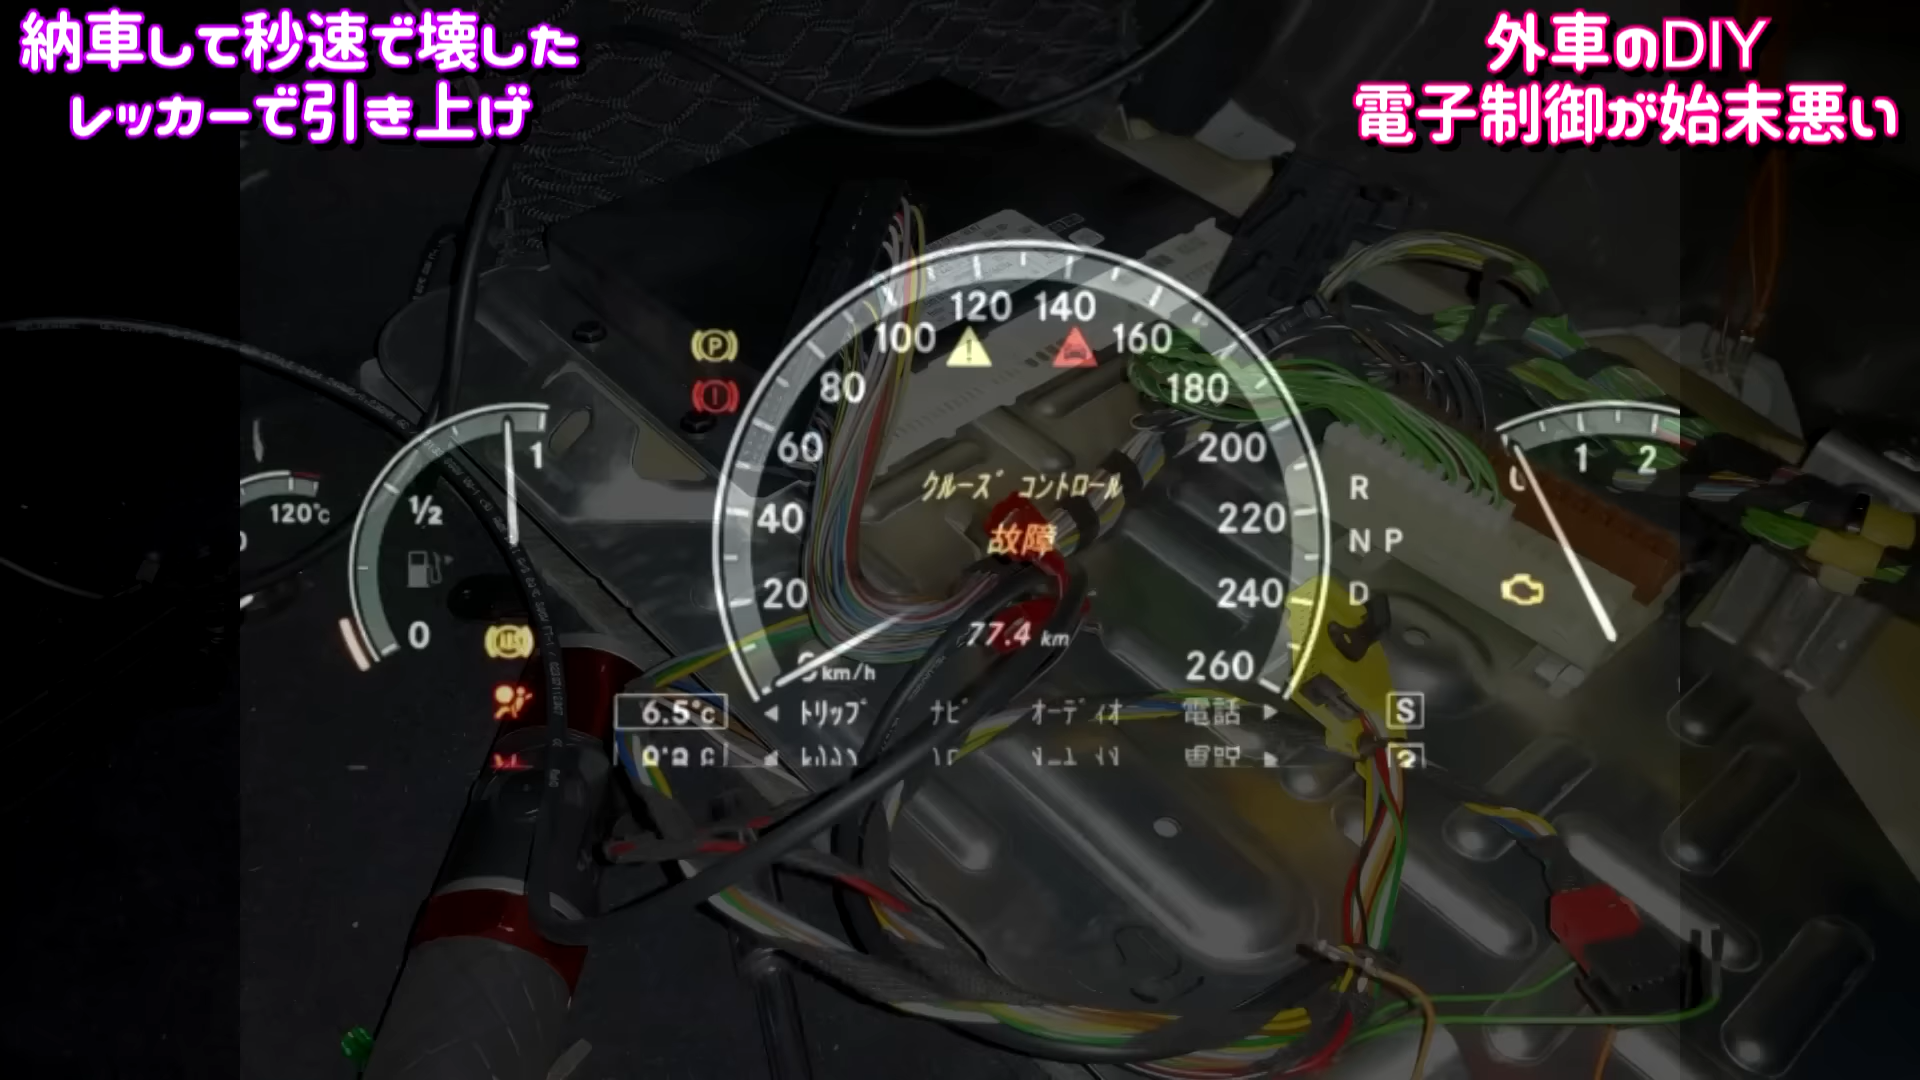 納車して秒速で壊した
レッカーで引き上げ
外車のDIY
電子制御が始末悪い
120 140
100 160
80 180
60 200
40 220
20 240
260
クルーズ コントロール
故障
77.4 km
km/h
P
120°c
1
1/2
0
R
N P
D
1 2
6.5°c
トリップ ナビ オーディオ 電話
S